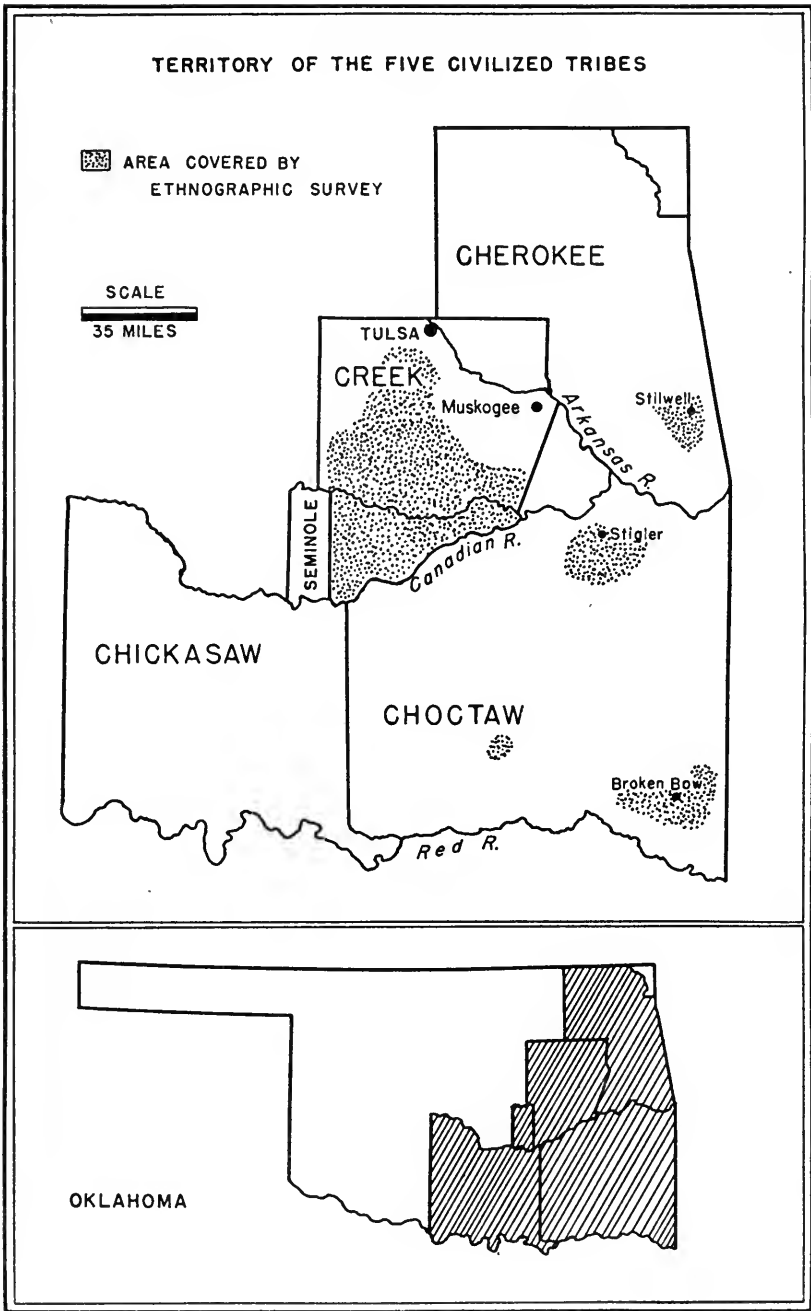 TERRITORY OF THE FIVE CIVILIZED TRIBES
AREA COVERED BY
ETHNOGRAPHIC SURVEY
SCALE
35 MILES
CHEROKEE
TULSA
CREEK
Muskogee
Arkansas R.
Stilwell
SEMINOLE
Canadian R.
Stigler
CHICKASAW
CHOCTAW
Broken Bow
Red R.
OKLAHOMA